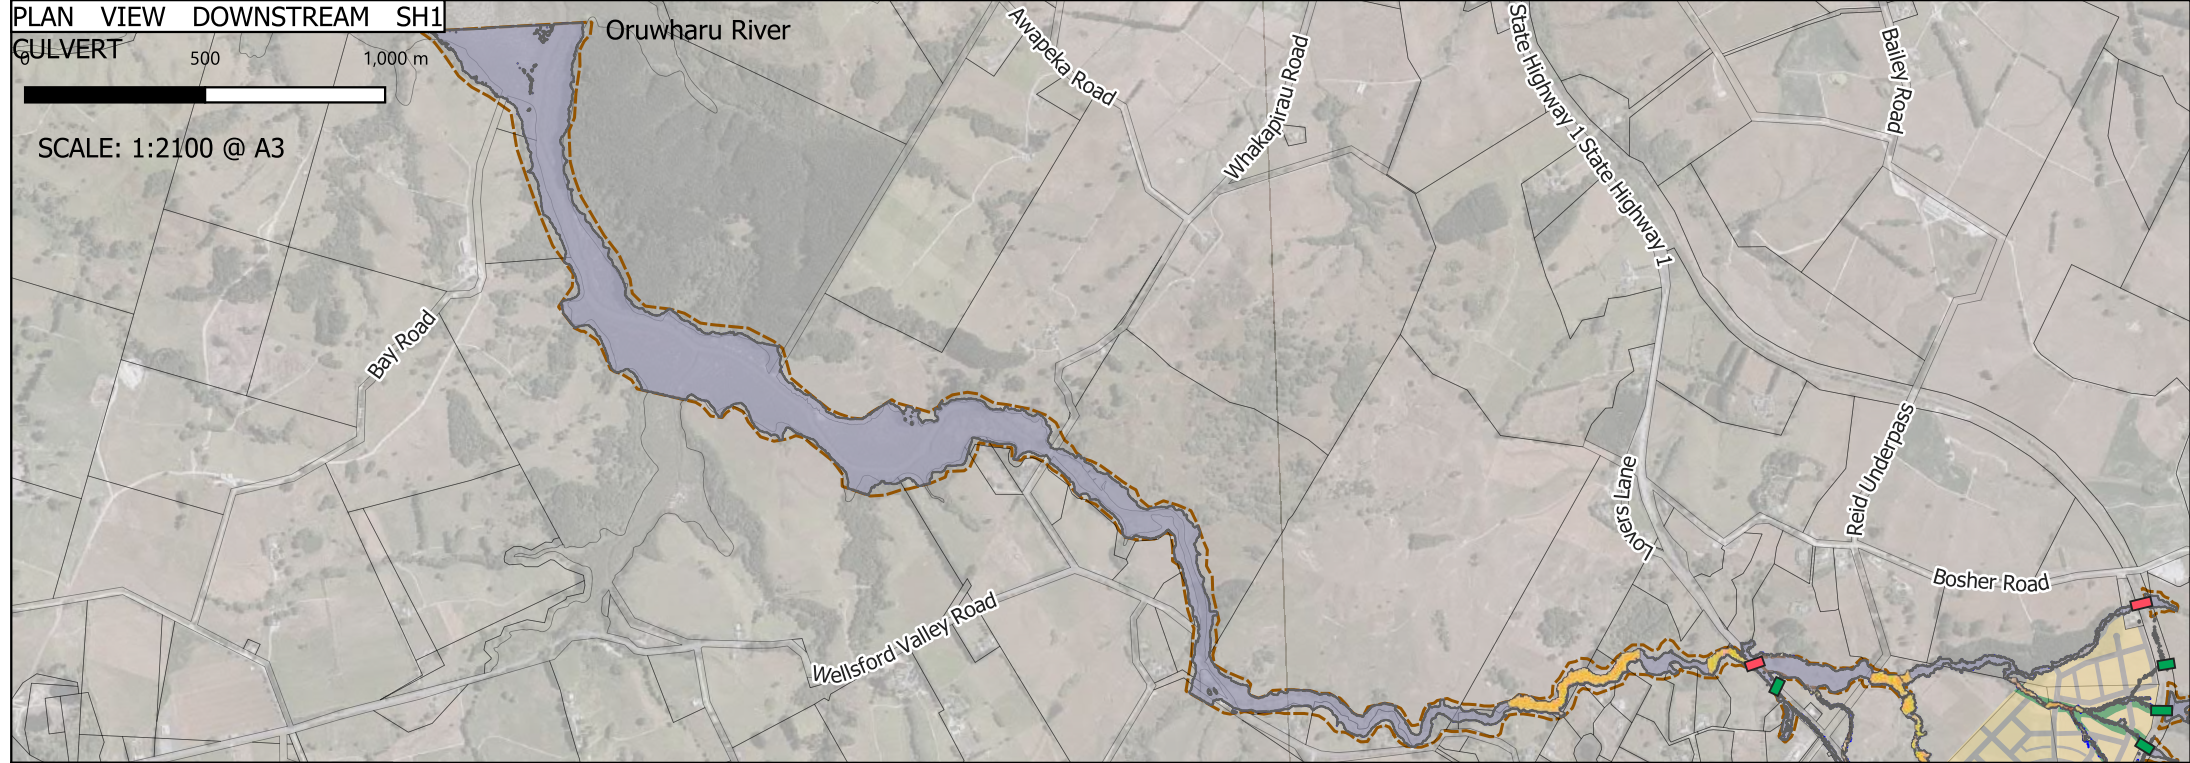 PLAN VIEW DOWNSTREAM SH1
CULVERT
0 500 1,000 m
SCALE: 1:2100 @ A3
Oruwharu River
Awapeka Road
Whakapirau Road
State Highway 1
State Highway 1
Bailey Road
Bay Road
Lovers Lane
Reid Underpass
Bosher Road
Wellsford Valley Road